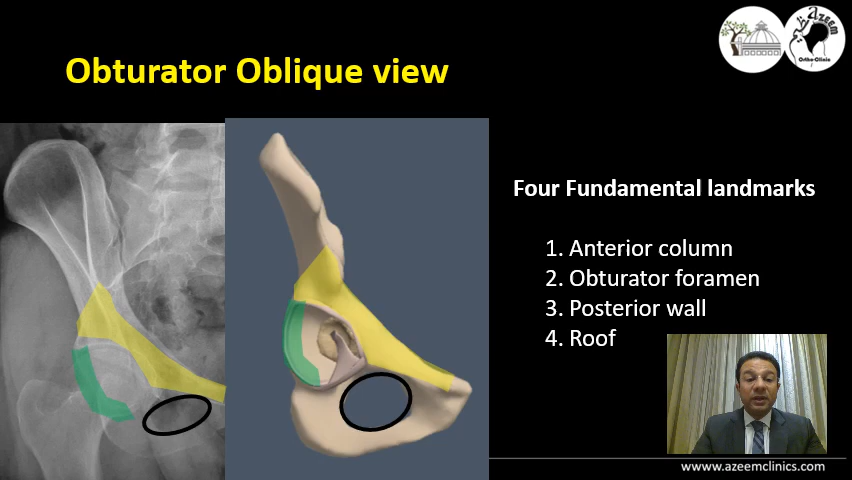 Azeem
Ortho-Clinic
Obturator Oblique view
Four Fundamental landmarks
1. Anterior column
2. Obturator foramen
3. Posterior wall
4. Roof
www.azeemclinics.com